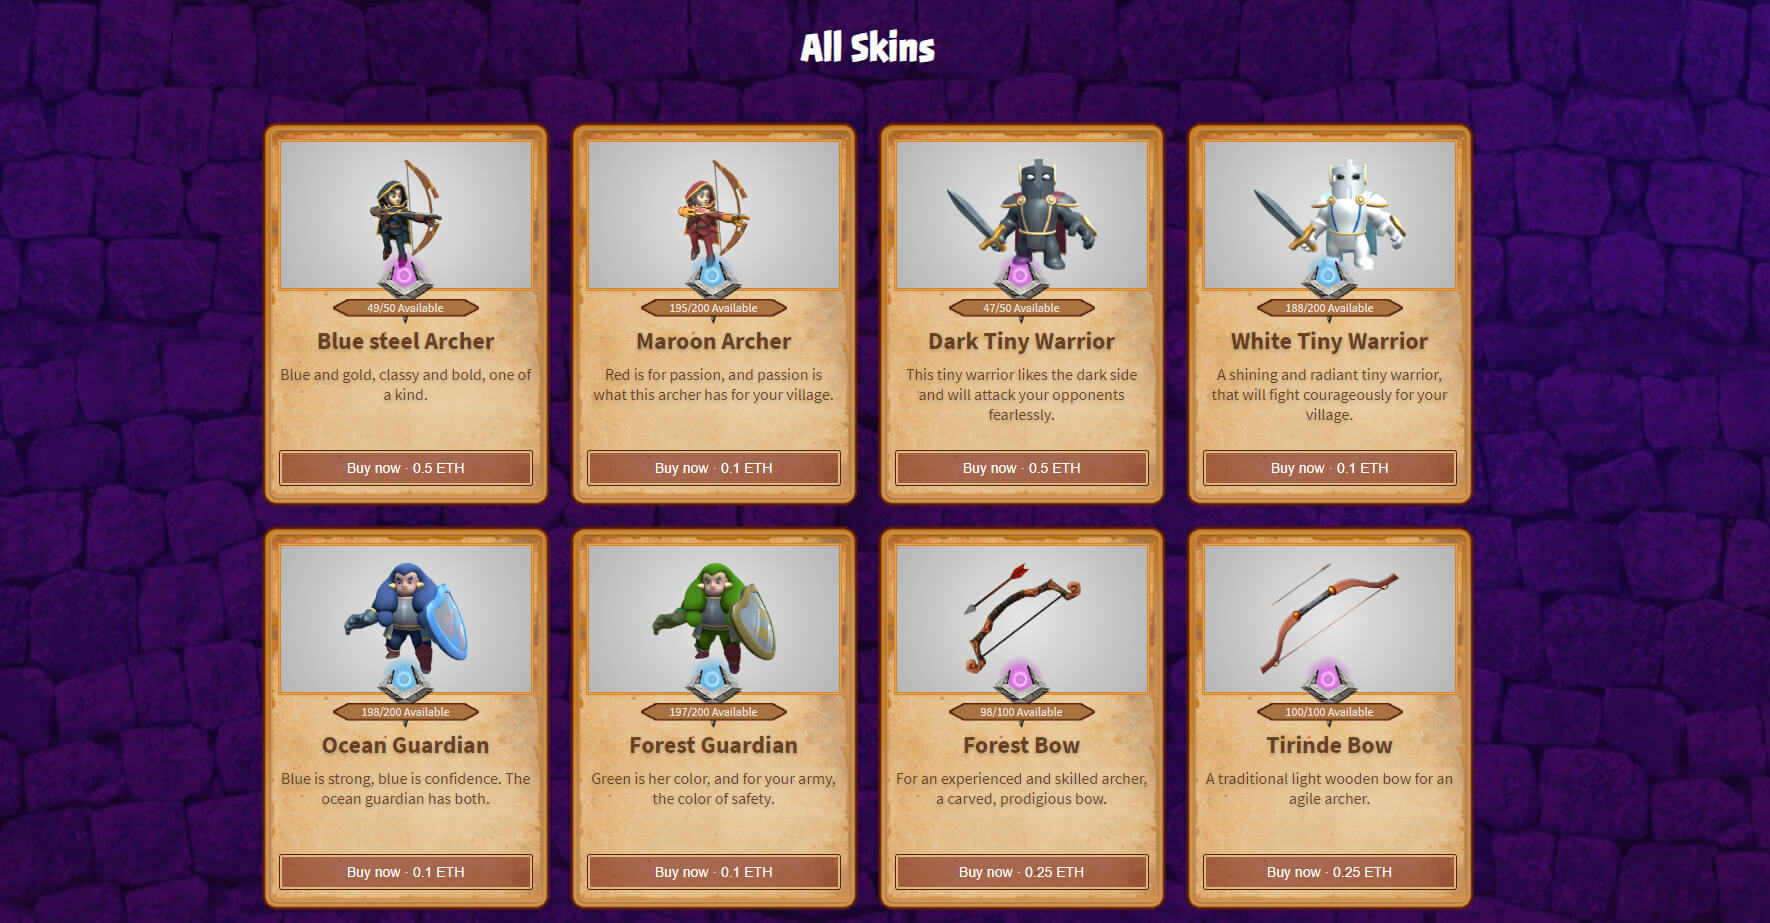 All Skins
49/50 Available
Blue steel Archer
Blue and gold, classy and bold, one of
a kind.
Buy now · 0.5 ETH
195/200 Available
Maroon Archer
Red is for passion, and passion is
what this archer has for your village.
Buy now · 0.1 ETH
47/50 Available
Dark Tiny Warrior
This tiny warrior likes the dark side
and will attack your opponents
fearlessly.
Buy now · 0.5 ETH
188/200 Available
White Tiny Warrior
A shining and radiant tiny warrior,
that will fight courageously for your
village.
Buy now · 0.1 ETH
198/200 Available
Ocean Guardian
Blue is strong, blue is confidence. The
ocean guardian has both.
Buy now · 0.1 ETH
197/200 Available
Forest Guardian
Green is her color, and for your army,
the color of safety.
Buy now · 0.1 ETH
98/100 Available
Forest Bow
For an experienced and skilled archer,
a carved, prodigious bow.
Buy now · 0.25 ETH
100/100 Available
Tirinde Bow
A traditional light wooden bow for an
agile archer.
Buy now · 0.25 ETH